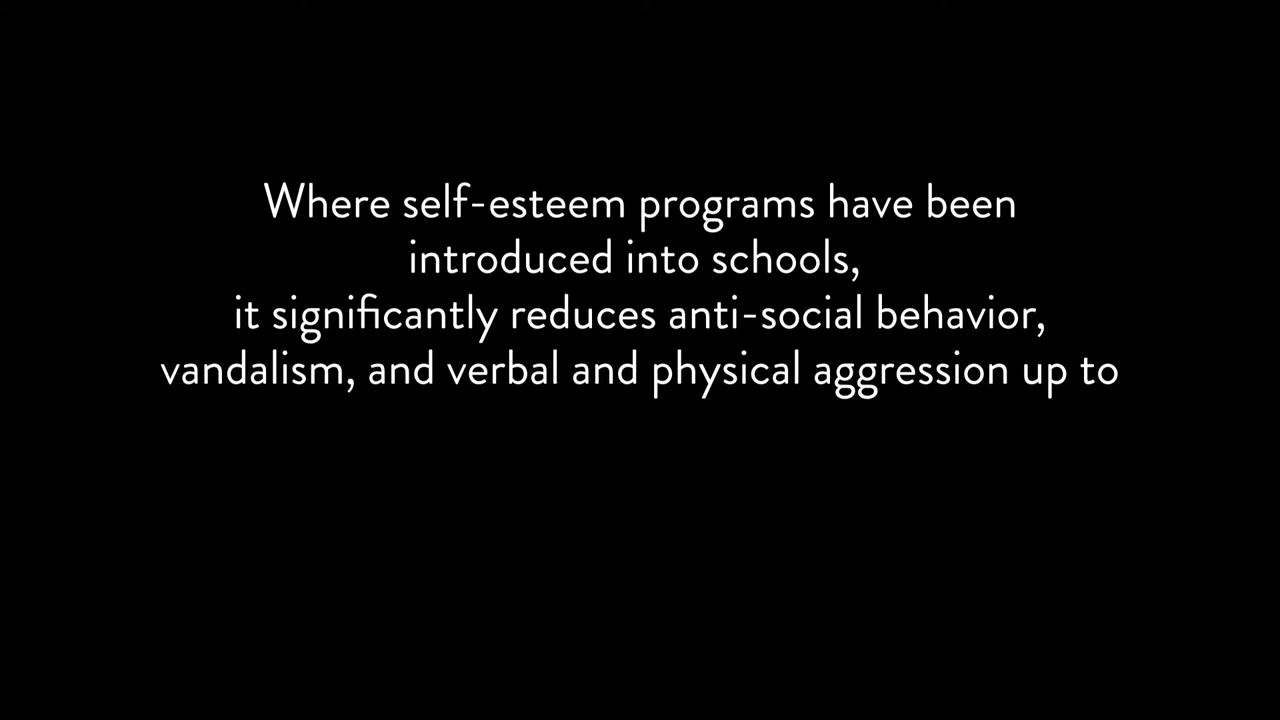 Where self-esteem programs have been
introduced into schools,
it significantly reduces anti-social behavior,
vandalism, and verbal and physical aggression up to